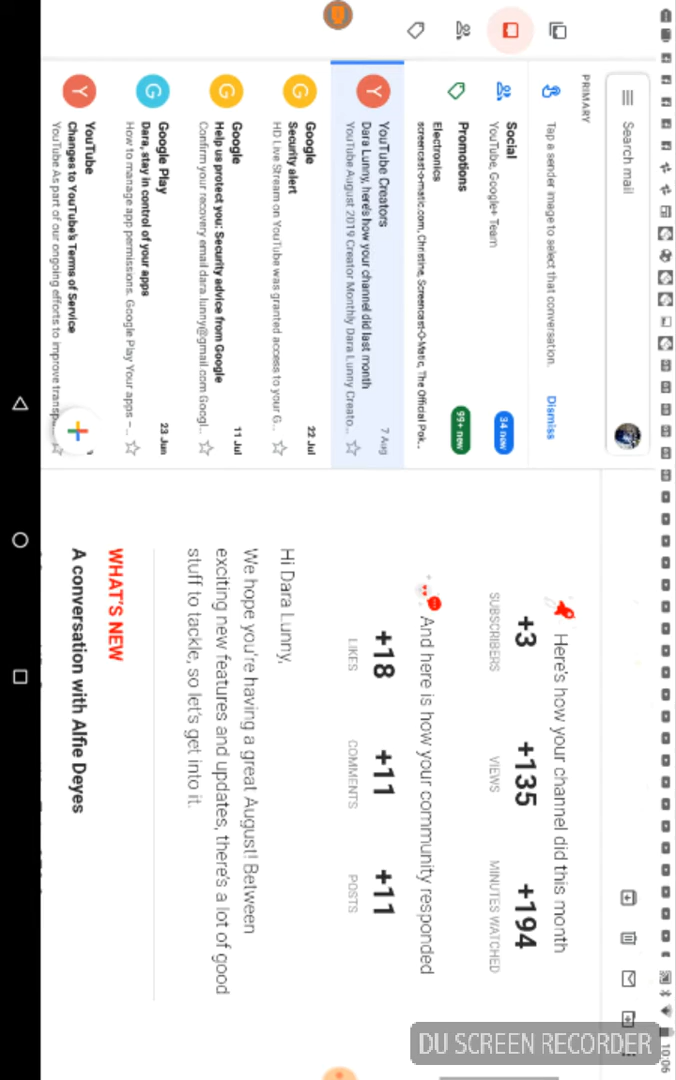 10:06
Search mail
PRIMARY
Tap a sender image to select that conversation.
Dismiss
Social
34 new
YouTube, Google+ Team
Promotions
99+ new
Electronics
screencast-o-matic.com, Christine, Screencast-O-Matic, The Official Pok...
YouTube Creators
7 Aug
Dara Lunny, here's how your channel did last month
YouTube August 2019 Creator Monthly Dara Lunny Creato...
Google
22 Jul
Security alert
HD Live Stream on YouTube was granted access to your G...
Google
11 Jul
Help us protect you: Security advice from Google
Confirm your recovery email dara.lunny@gmail.com Googl...
Google Play
23 Jun
Dara, stay in control of your apps
How to manage app permissions. Google Play Your apps – ...
YouTube
Changes to YouTube's Terms of Service
YouTube As part of our ongoing efforts to improve transp
Here's how your channel did this month
+3 +135 +194
SUBSCRIBERS VIEWS MINUTES WATCHED
And here is how your community responded
+18 +11 +11
LIKES COMMENTS POSTS
Hi Dara Lunny,
We hope you're having a great August! Between
exciting new features and updates, there's a lot of good
stuff to tackle, so let's get into it.
WHAT'S NEW
A conversation with Alfie Deyes
DU SCREEN RECORDER